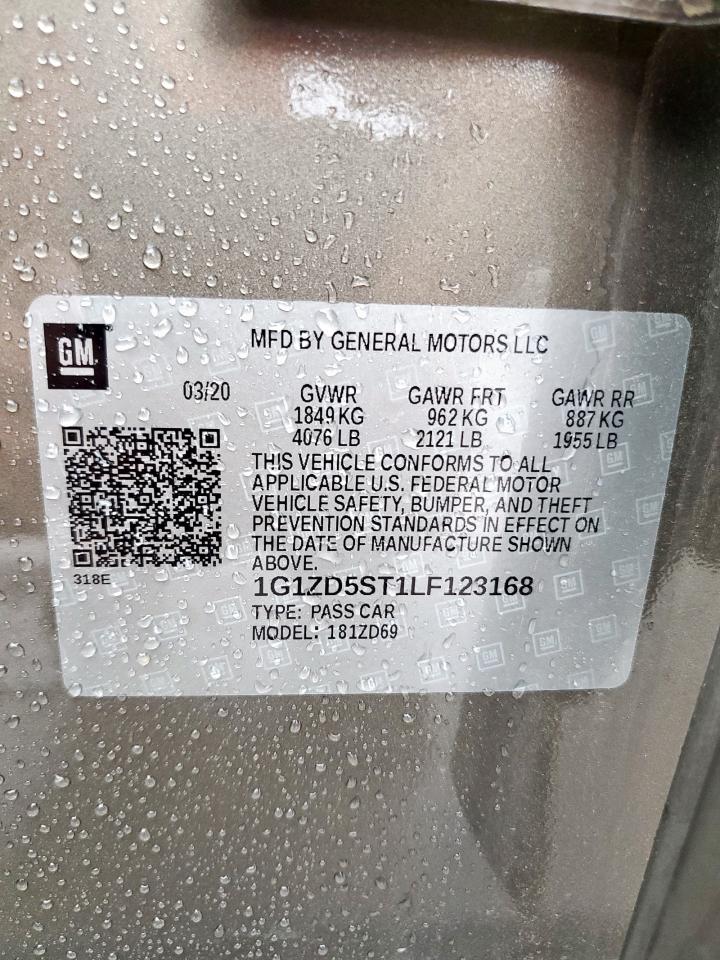 GM
MFD BY GENERAL MOTORS LLC
03/20 GVWR GAWR FRT GAWR RR
1849 KG 962 KG 887 KG
4076 LB 2121 LB 1955 LB
THIS VEHICLE CONFORMS TO ALL
APPLICABLE U.S. FEDERAL MOTOR
VEHICLE SAFETY, BUMPER, AND THEFT
PREVENTION STANDARDS IN EFFECT ON
THE DATE OF MANUFACTURE SHOWN
ABOVE.
318E
1G1ZD5ST1LF123168
TYPE: PASS CAR
MODEL: 181ZD69